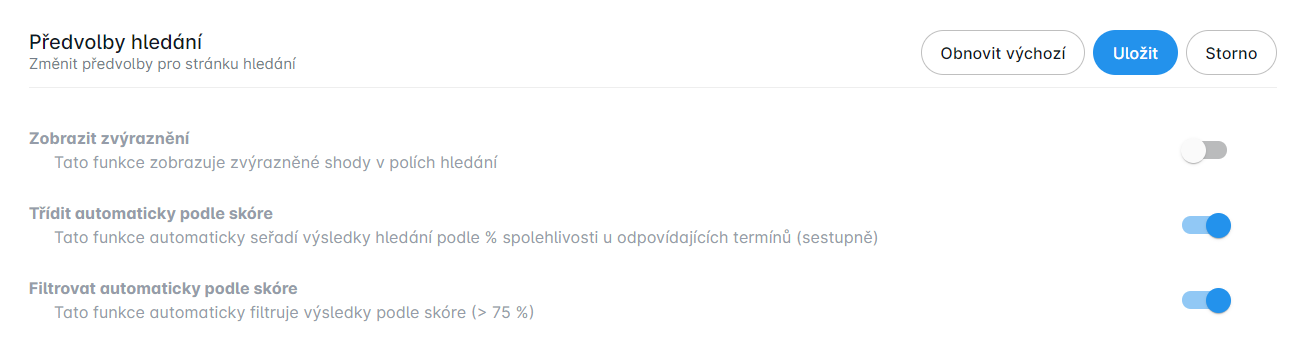 Předvolby hledání
Změnit předvolby pro stránku hledání
Obnovit výchozí
Uložit
Storno
Zobrazit zvýraznění
Tato funkce zobrazuje zvýrazněné shody v polích hledání
Třídit automaticky podle skóre
Tato funkce automaticky seřadí výsledky hledání podle % spolehlivosti u odpovídajících termínů (sestupně)
Filtrovat automaticky podle skóre
Tato funkce automaticky filtruje výsledky podle skóre (> 75 %)